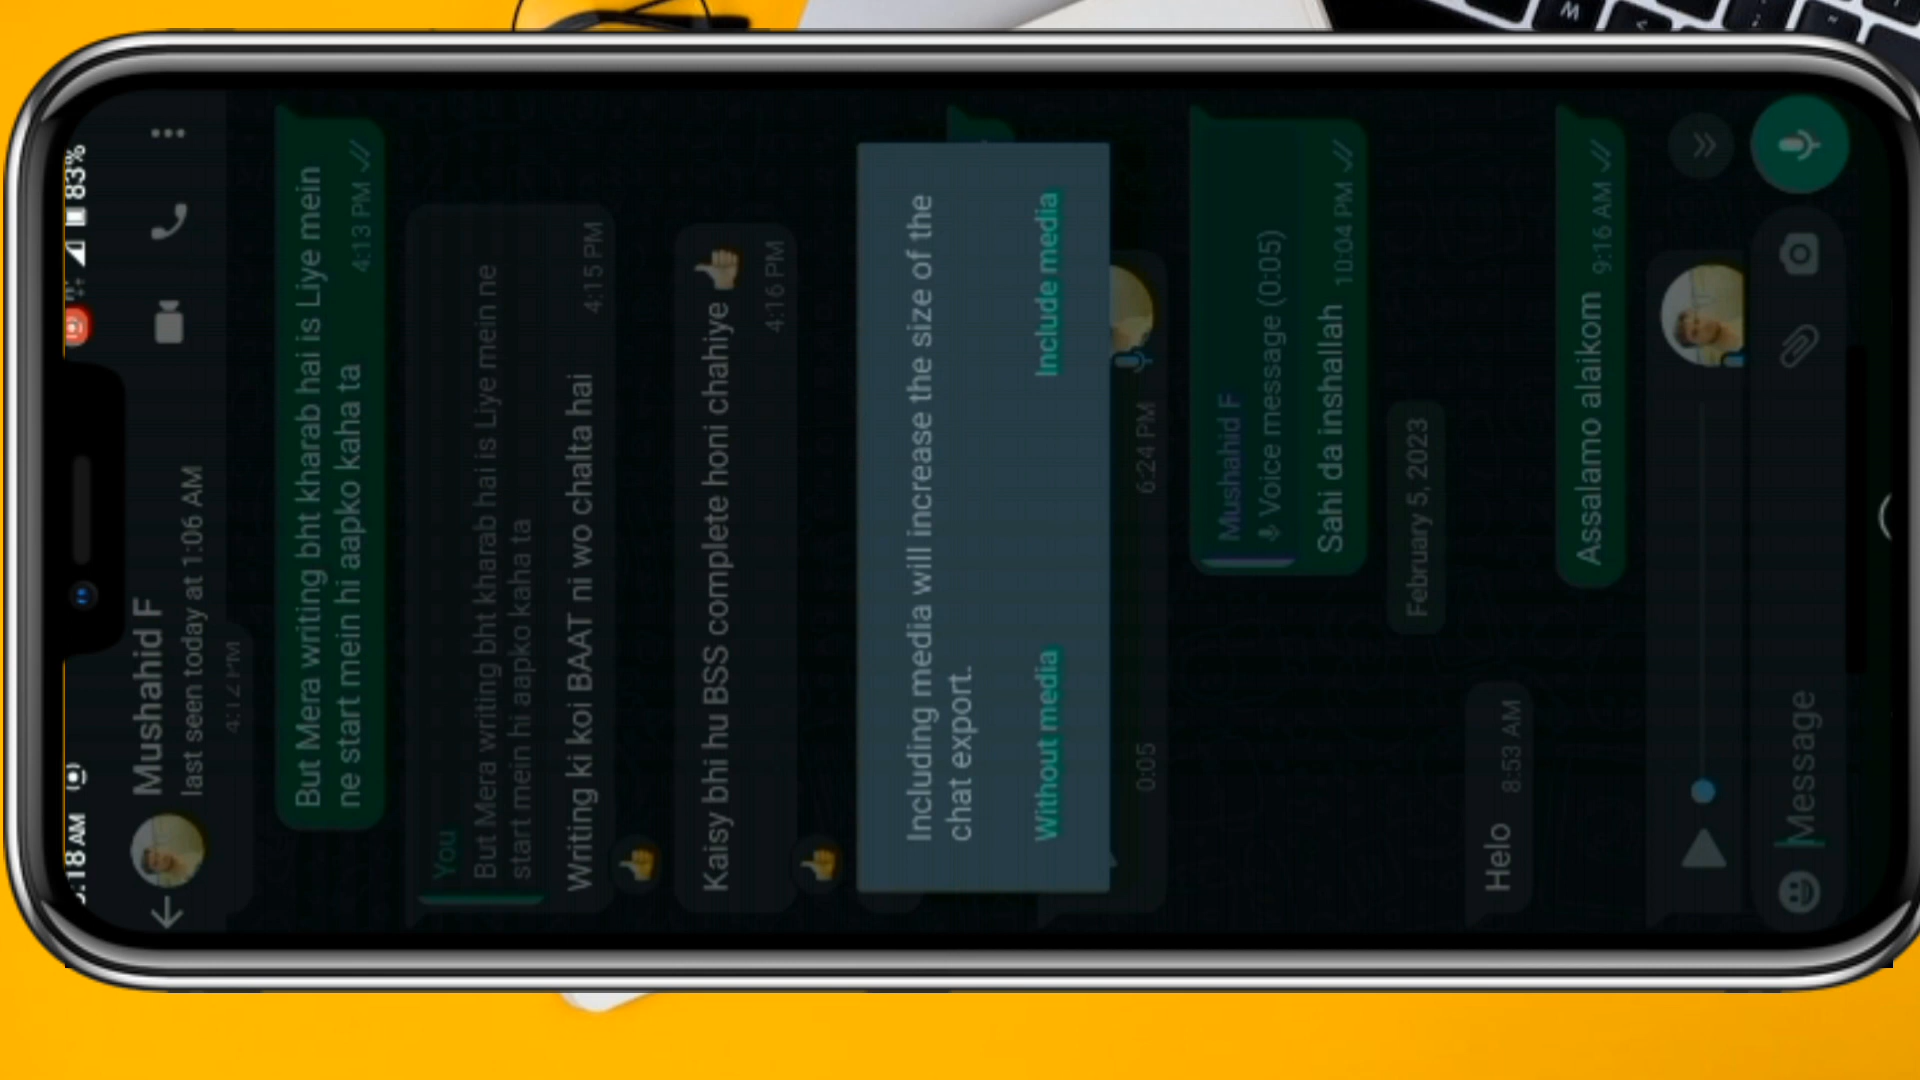 :18 AM
83%
Mushahid F
last seen today at 1:06 AM
4:12 PM
But Mera writing bht kharab hai is Liye mein
ne start mein hi aapko kaha ta
4:13 PM
You
But Mera writing bht kharab hai is Liye mein ne
start mein hi aapko kaha ta
Writing ki koi BAAT ni wo chalta hai
4:15 PM
Kaisy bhi hu BSS complete honi chahiye 👍
4:16 PM
Including media will increase the size of the
chat export.
Without media
Include media
0:05
6:24 PM
Mushahid F
Voice message (0:05)
Sahi da inshallah
10:04 PM
February 5, 2023
Helo
8:53 AM
Assalamo alaikom
9:16 AM
Message